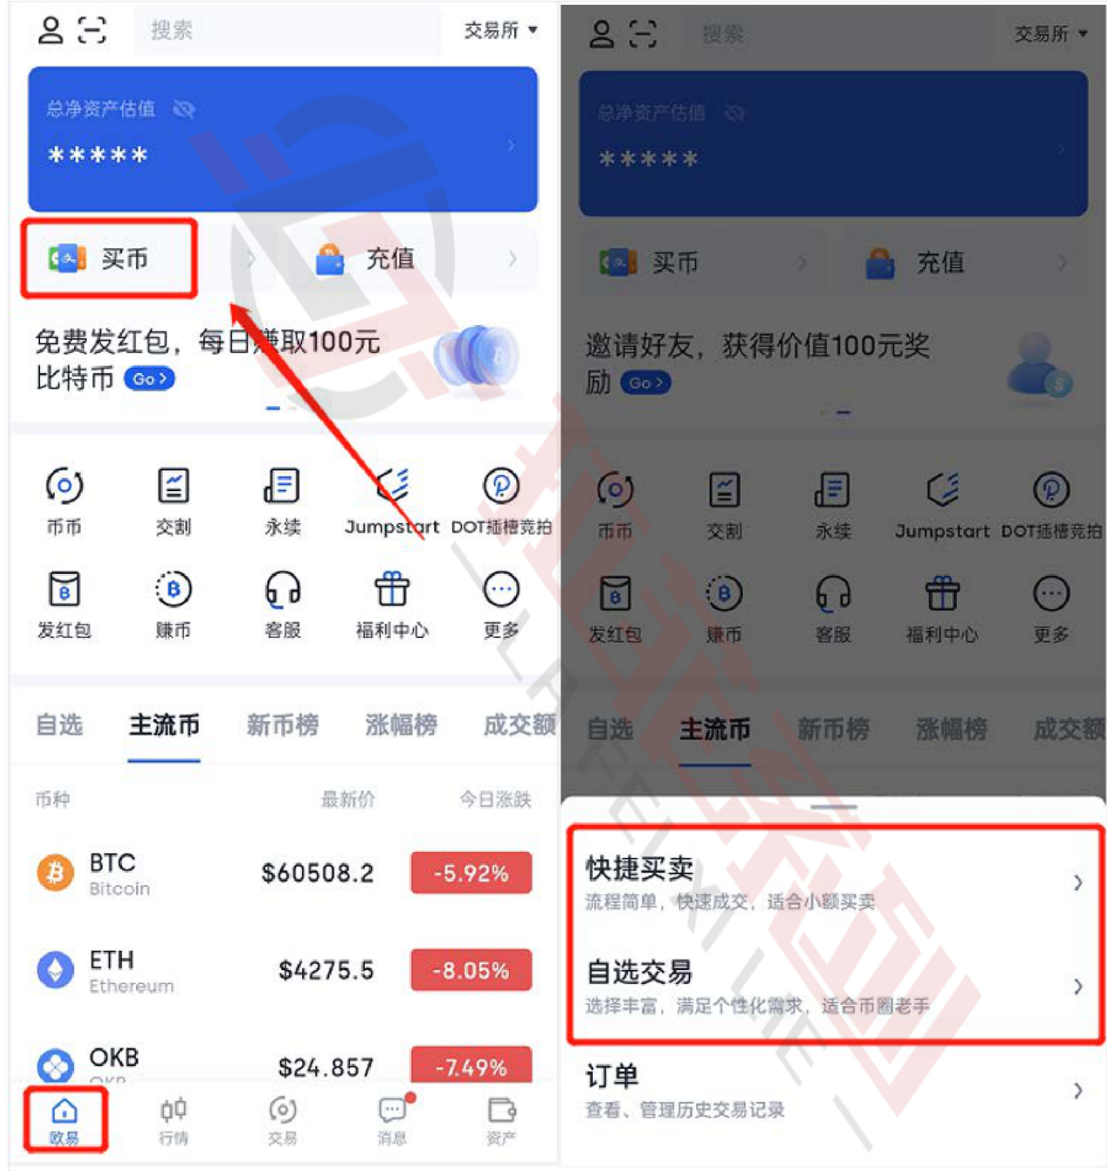 搜索
交易所
总净资产估值
*****
买币
充值
免费发红包，每日赚取100元
比特币 Go >
币币
交割
永续
Jumpstart
DOT插槽竞拍
发红包
赚币
客服
福利中心
更多
自选
主流币
新币榜
涨幅榜
成交额
币种
最新价
今日涨跌
BTC
$60508.2
-5.92%
Bitcoin
ETH
$4275.5
-8.05%
Ethereum
OKB
$24.857
-7.49%
OKB
欧易
行情
交易
消息
资产
搜索
交易所
总净资产估值
*****
买币
充值
邀请好友，获得价值100元奖
励 Go >
币币
交割
永续
Jumpstart
DOT插槽竞拍
发红包
赚币
客服
福利中心
更多
自选
主流币
新币榜
涨幅榜
成交额
快捷买卖
流程简单，快速成交，适合小额买卖
自选交易
选择丰富，满足个性化需求，适合币圈老手
订单
查看、管理历史交易记录